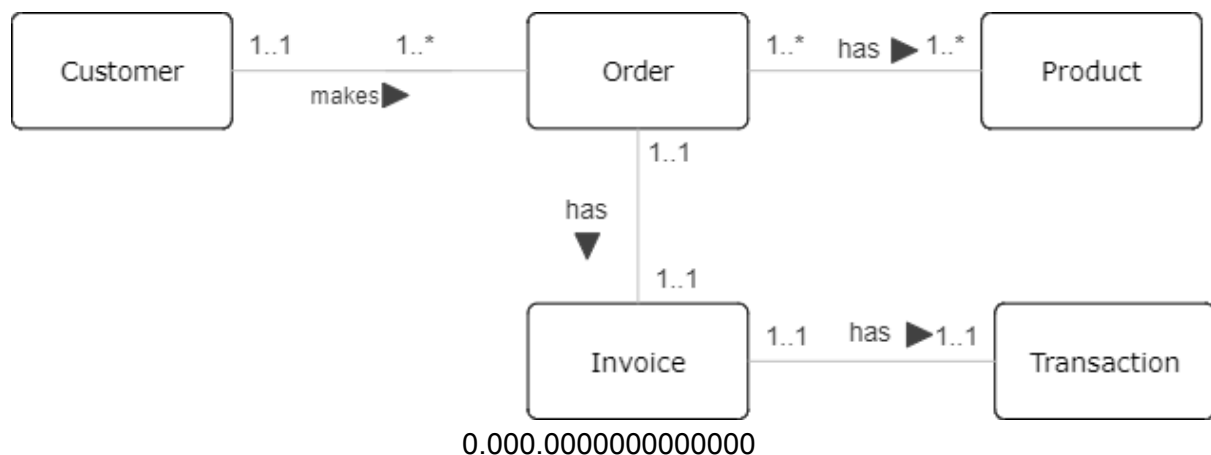 1..1 1..* 1..* has 1..*
Customer Order Product
makes
1..1
has
1..1
1..1 has 1..1
Invoice Transaction
0.000.0000000000000